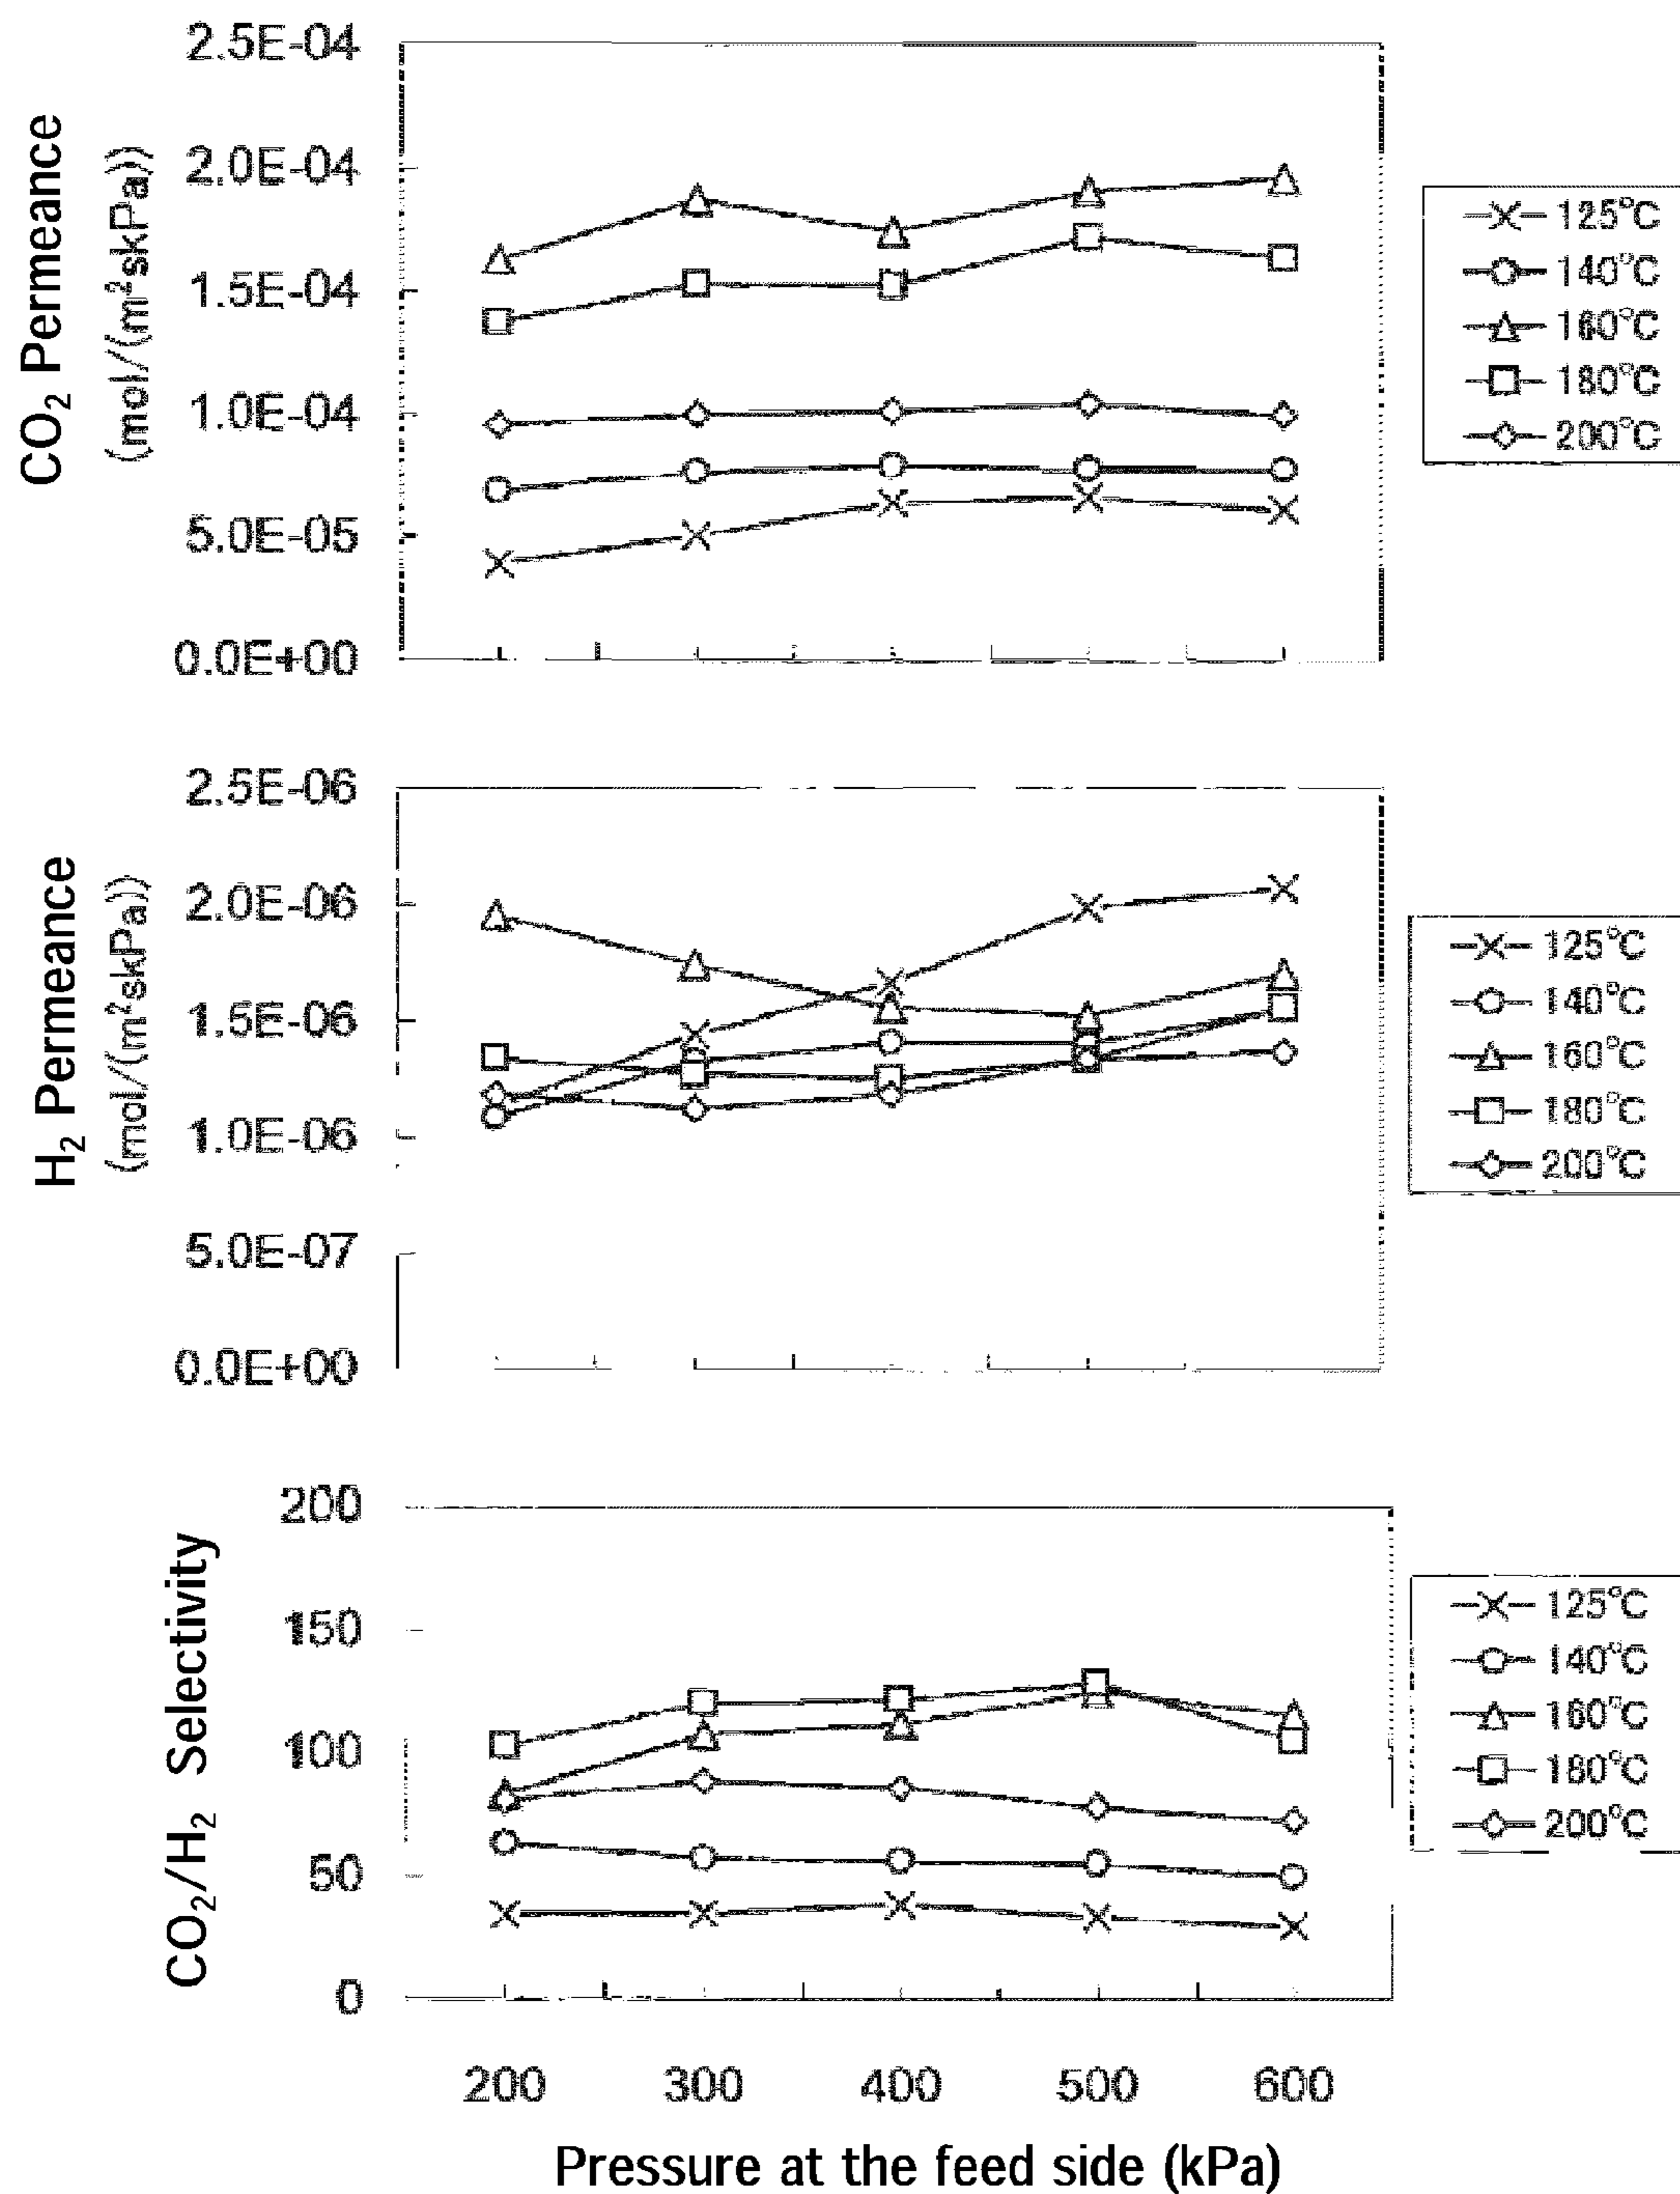 CO₂ Permeance
(mol/(m²skPa))
2.5E-04
2.0E-04
1.5E-04
1.0E-04
5.0E-05
0.0E+00
125°C
140°C
160°C
180°C
200°C
H₂ Permeance
(mol/(m²skPa))
2.5E-06
2.0E-06
1.5E-06
1.0E-06
5.0E-07
0.0E+00
125°C
140°C
160°C
180°C
200°C
CO₂/H₂ Selectivity
200
150
100
50
0
125°C
140°C
160°C
180°C
200°C
200 300 400 500 600
Pressure at the feed side (kPa)